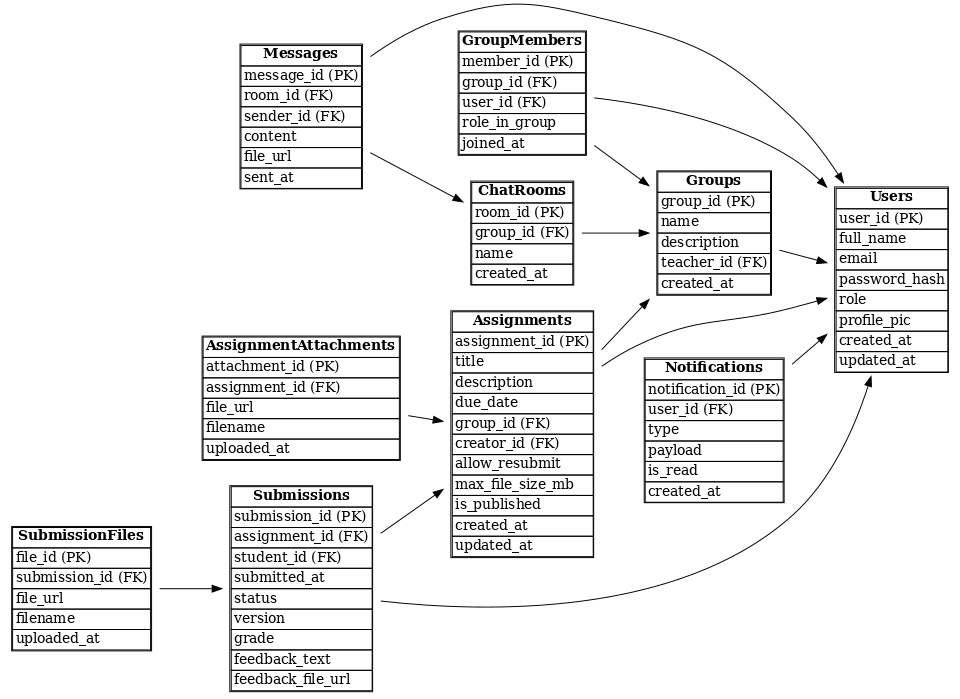 Messages
message_id (PK)
room_id (FK)
sender_id (FK)
content
file_url
sent_at
GroupMembers
member_id (PK)
group_id (FK)
user_id (FK)
role_in_group
joined_at
ChatRooms
room_id (PK)
group_id (FK)
name
created_at
Groups
group_id (PK)
name
description
teacher_id (FK)
created_at
Users
user_id (PK)
full_name
email
password_hash
role
profile_pic
created_at
updated_at
AssignmentAttachments
attachment_id (PK)
assignment_id (FK)
file_url
filename
uploaded_at
Assignments
assignment_id (PK)
title
description
due_date
group_id (FK)
creator_id (FK)
allow_resubmit
max_file_size_mb
is_published
created_at
updated_at
Notifications
notification_id (PK)
user_id (FK)
type
payload
is_read
created_at
SubmissionFiles
file_id (PK)
submission_id (FK)
file_url
filename
uploaded_at
Submissions
submission_id (PK)
assignment_id (FK)
student_id (FK)
submitted_at
status
version
grade
feedback_text
feedback_file_url